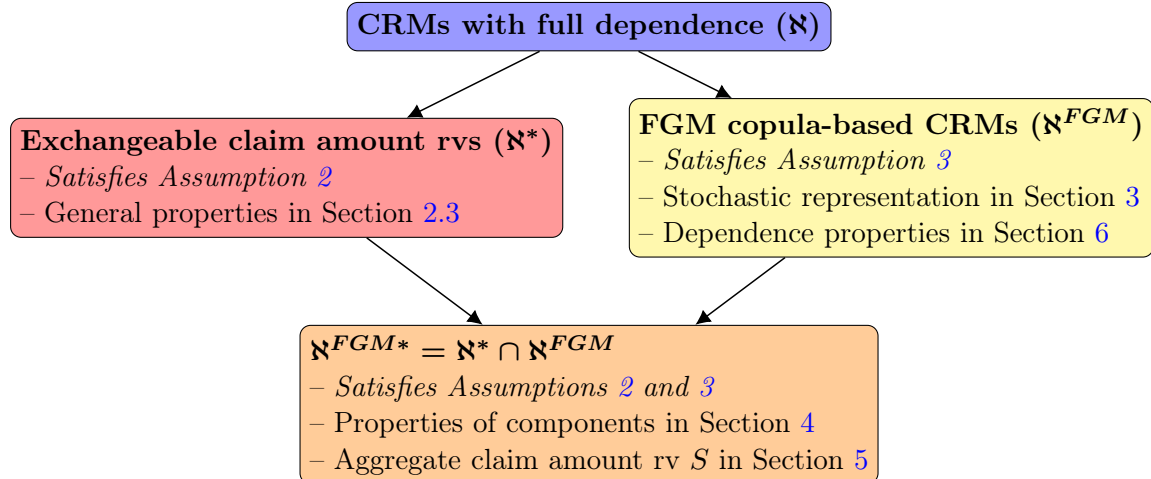 CRMs with full dependence (ℵ)
Exchangeable claim amount rvs (ℵ*)
– Satisfies Assumption 2
– General properties in Section 2.3
FGM copula-based CRMs (ℵ^FGM)
– Satisfies Assumption 3
– Stochastic representation in Section 3
– Dependence properties in Section 6
ℵ^FGM* = ℵ* ∩ ℵ^FGM
– Satisfies Assumptions 2 and 3
– Properties of components in Section 4
– Aggregate claim amount rv S in Section 5